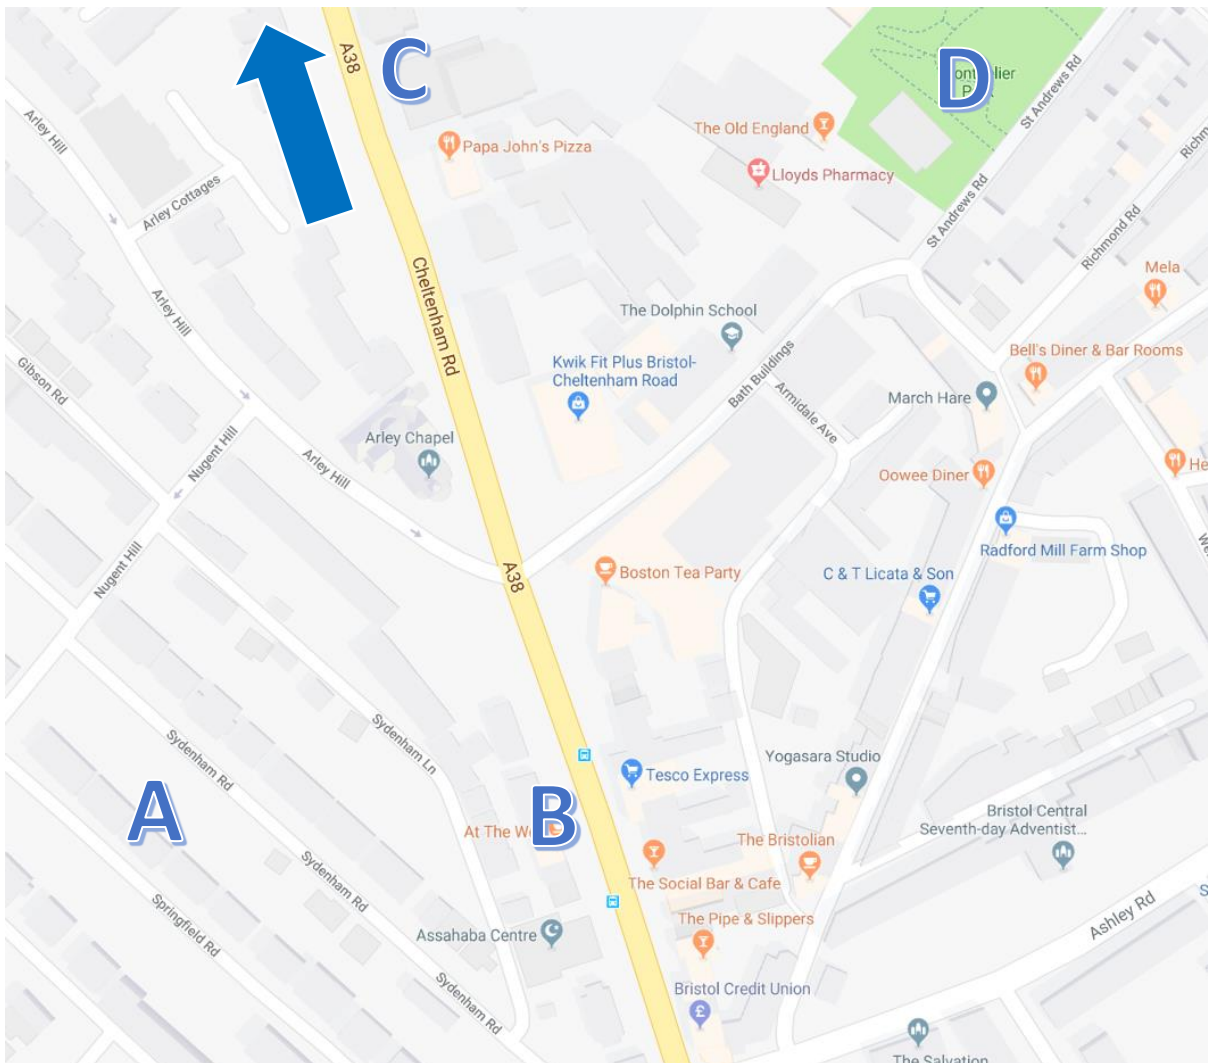 A38
C
D
Montpelier
St Andrews Rd
The Old England
Papa John's Pizza
Lloyds Pharmacy
Arley Hill
Arley Cottages
St Andrews Rd
Richmond Rd
Cheltenham Rd
Arley Hill
The Dolphin School
Mela
Bell's Diner & Bar Rooms
Kwik Fit Plus Bristol-
Cheltenham Road
Bath Buildings
Armidale Ave
March Hare
Gibson Rd
Arley Chapel
Nugent Hill
Arley Hill
Oowee Diner
Radford Mill Farm Shop
A38
Boston Tea Party
C & T Licata & Son
Nugent Hill
Sydenham Ln
Sydenham Rd
Tesco Express
Yogasara Studio
A
B
At The
Bristol Central
Seventh-day Adventist...
The Bristolian
The Social Bar & Cafe
Sydenham Rd
Springfield Rd
The Pipe & Slippers
Ashley Rd
Assahaba Centre
Bristol Credit Union
£
Sydenham Rd
The Salvation